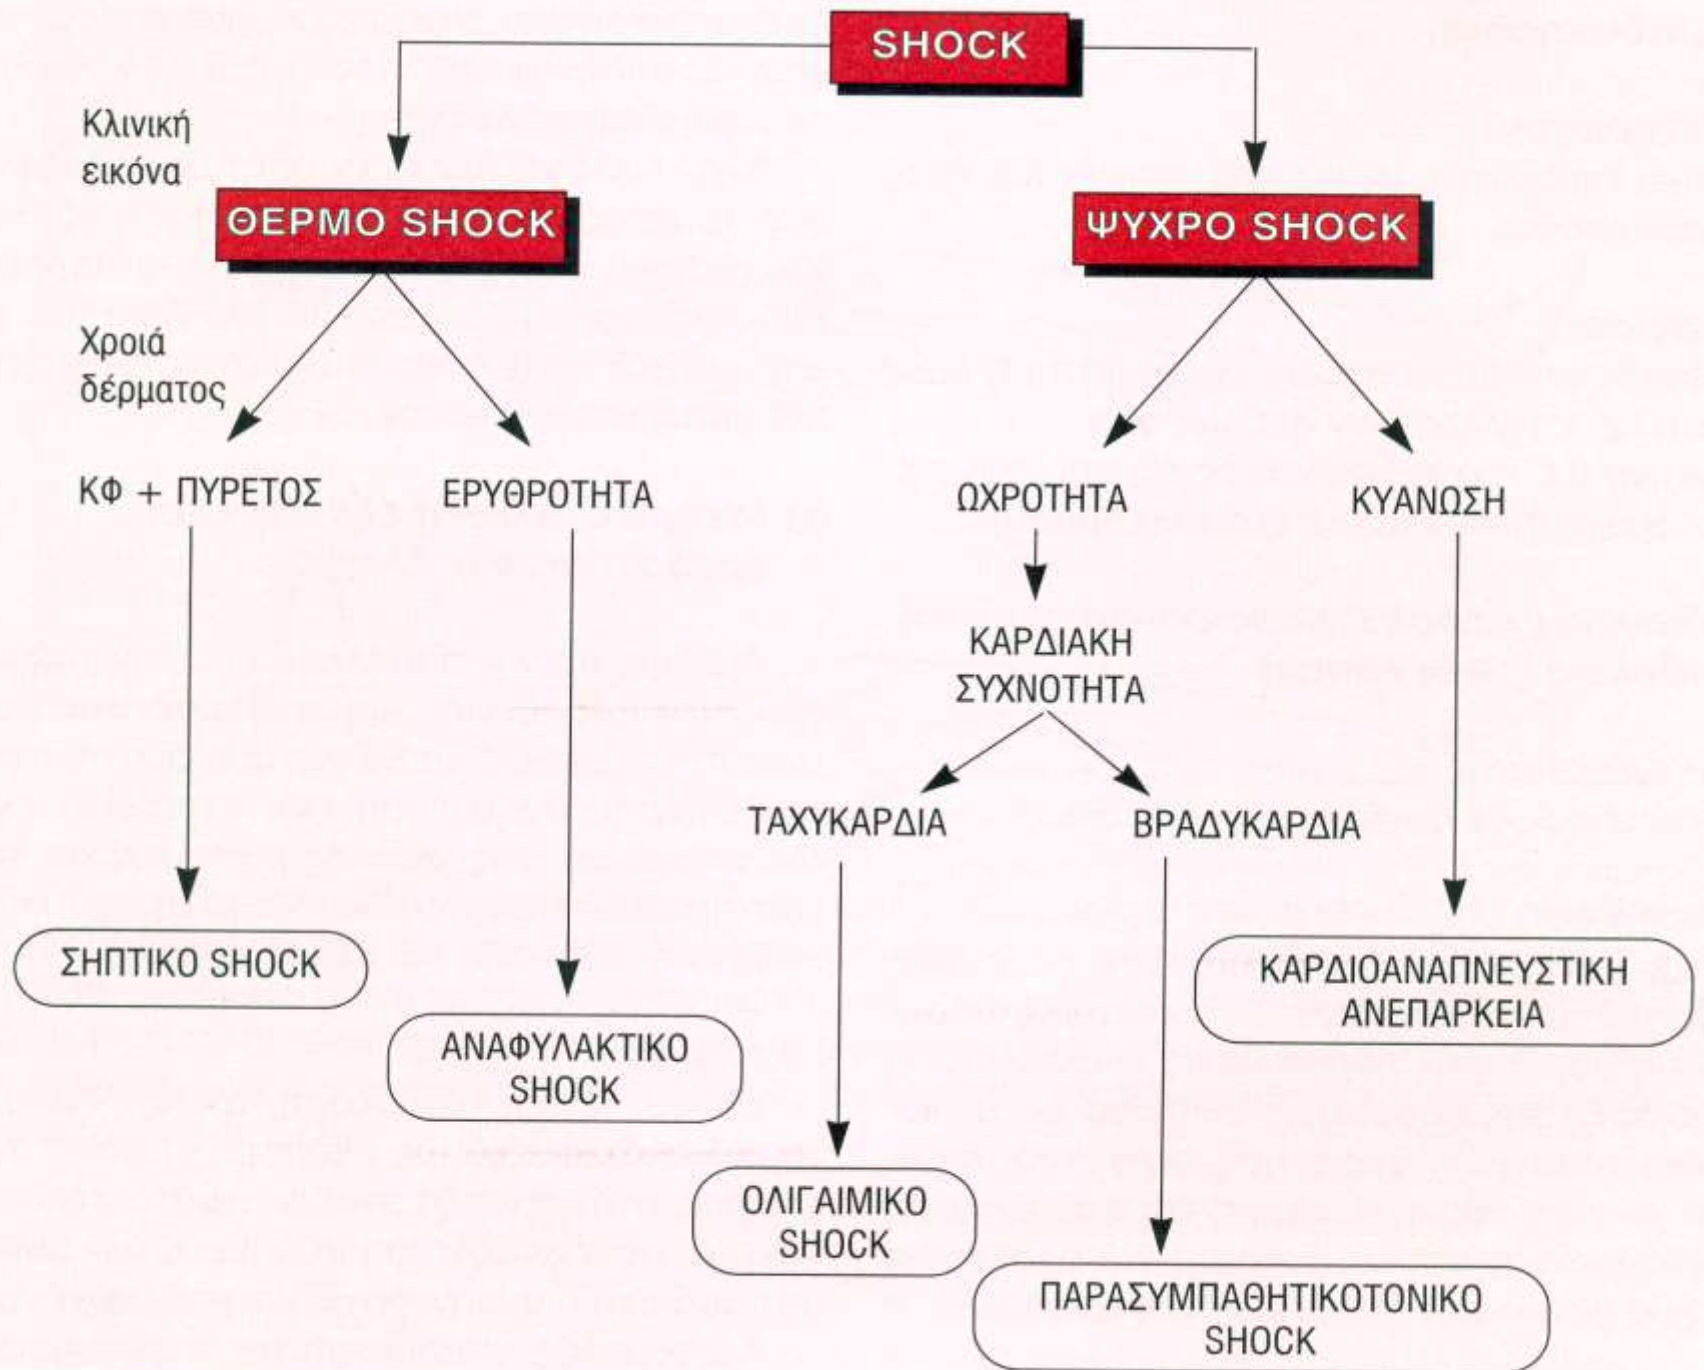 SHOCK
Κλινική
εικόνα
ΘΕΡΜΟ SHOCK
ΨΥΧΡΟ SHOCK
Χροιά
δέρματος
ΚΦ + ΠΥΡΕΤΟΣ
ΕΡΥΘΡΟΤΗΤΑ
ΩΧΡΟΤΗΤΑ
ΚΥΑΝΩΣΗ
ΚΑΡΔΙΑΚΗ
ΣΥΧΝΟΤΗΤΑ
ΤΑΧΥΚΑΡΔΙΑ
ΒΡΑΔΥΚΑΡΔΙΑ
ΣΗΠΤΙΚΟ SHOCK
ΚΑΡΔΙΟΑΝΑΠΝΕΥΣΤΙΚΗ
ΑΝΕΠΑΡΚΕΙΑ
ΑΝΑΦΥΛΑΚΤΙΚΟ
SHOCK
ΟΛΙΓΑΙΜΙΚΟ
SHOCK
ΠΑΡΑΣΥΜΠΑΘΗΤΙΚΟΤΟΝΙΚΟ
SHOCK